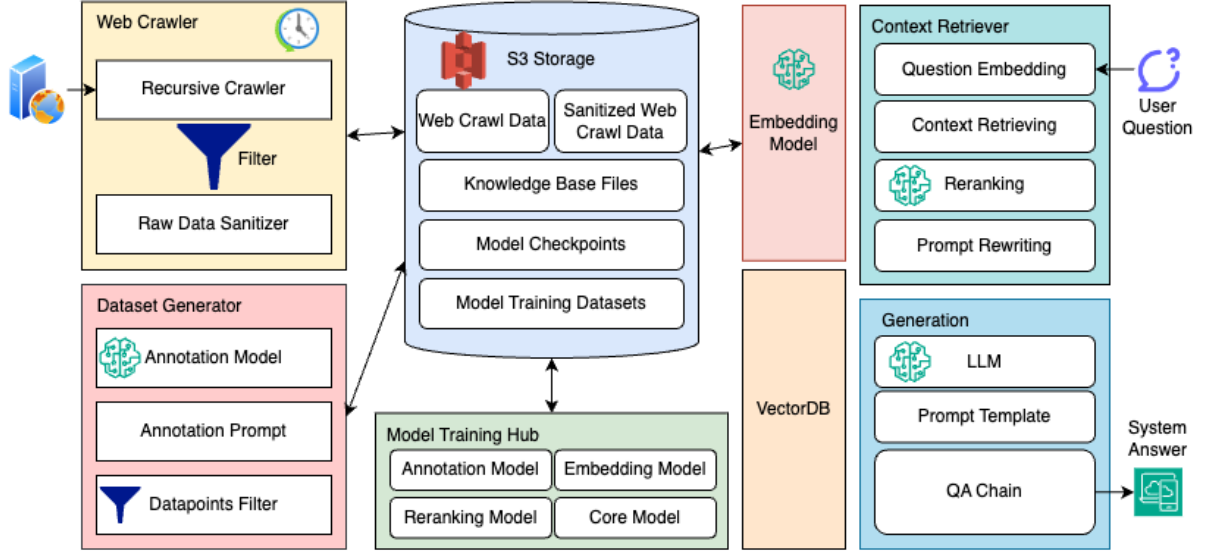 Web Crawler
Recursive Crawler
Filter
Raw Data Sanitizer
Dataset Generator
Annotation Model
Annotation Prompt
Datapoints Filter
S3 Storage
Web Crawl Data
Sanitized Web
Crawl Data
Knowledge Base Files
Model Checkpoints
Model Training Datasets
Model Training Hub
Annotation Model
Embedding Model
Reranking Model
Core Model
Embedding
Model
VectorDB
Context Retriever
Question Embedding
Context Retrieving
Reranking
Prompt Rewriting
User
Question
Generation
LLM
Prompt Template
QA Chain
System
Answer